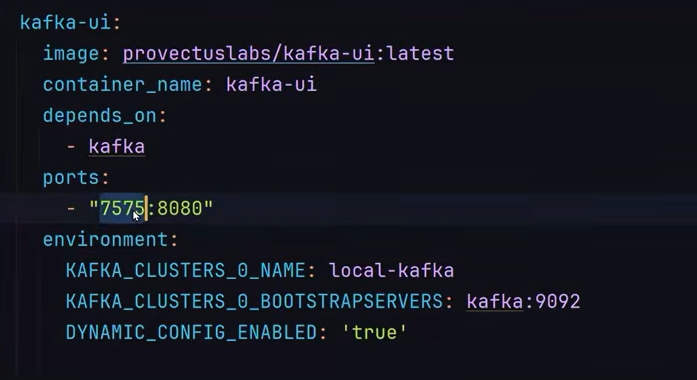 kafka-ui:
  image: provectuslabs/kafka-ui:latest
  container_name: kafka-ui
  depends_on:
    - kafka
  ports:
    - "7575:8080"
  environment:
    KAFKA_CLUSTERS_0_NAME: local-kafka
    KAFKA_CLUSTERS_0_BOOTSTRAPSERVERS: kafka:9092
    DYNAMIC_CONFIG_ENABLED: 'true'